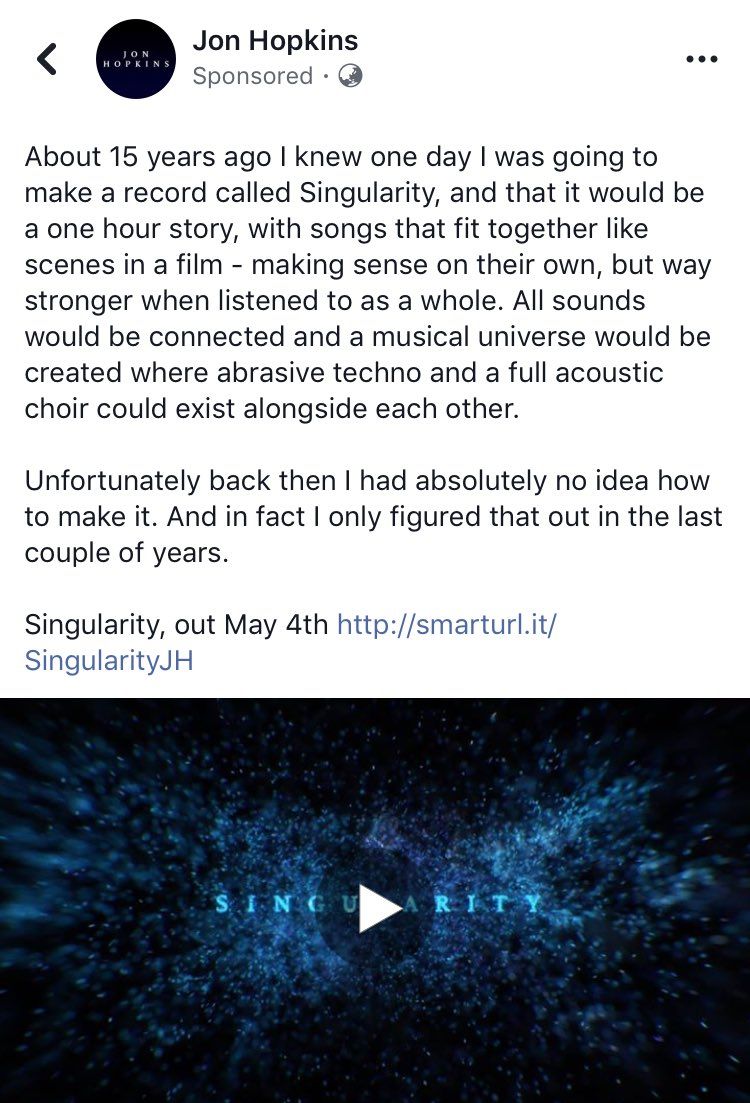 Jon Hopkins
JON
HOPKINS
Sponsored ·
About 15 years ago I knew one day I was going to
make a record called Singularity, and that it would be
a one hour story, with songs that fit together like
scenes in a film - making sense on their own, but way
stronger when listened to as a whole. All sounds
would be connected and a musical universe would be
created where abrasive techno and a full acoustic
choir could exist alongside each other.
Unfortunately back then I had absolutely no idea how
to make it. And in fact I only figured that out in the last
couple of years.
Singularity, out May 4th http://smarturl.it/
SingularityJH
SINGULARITY